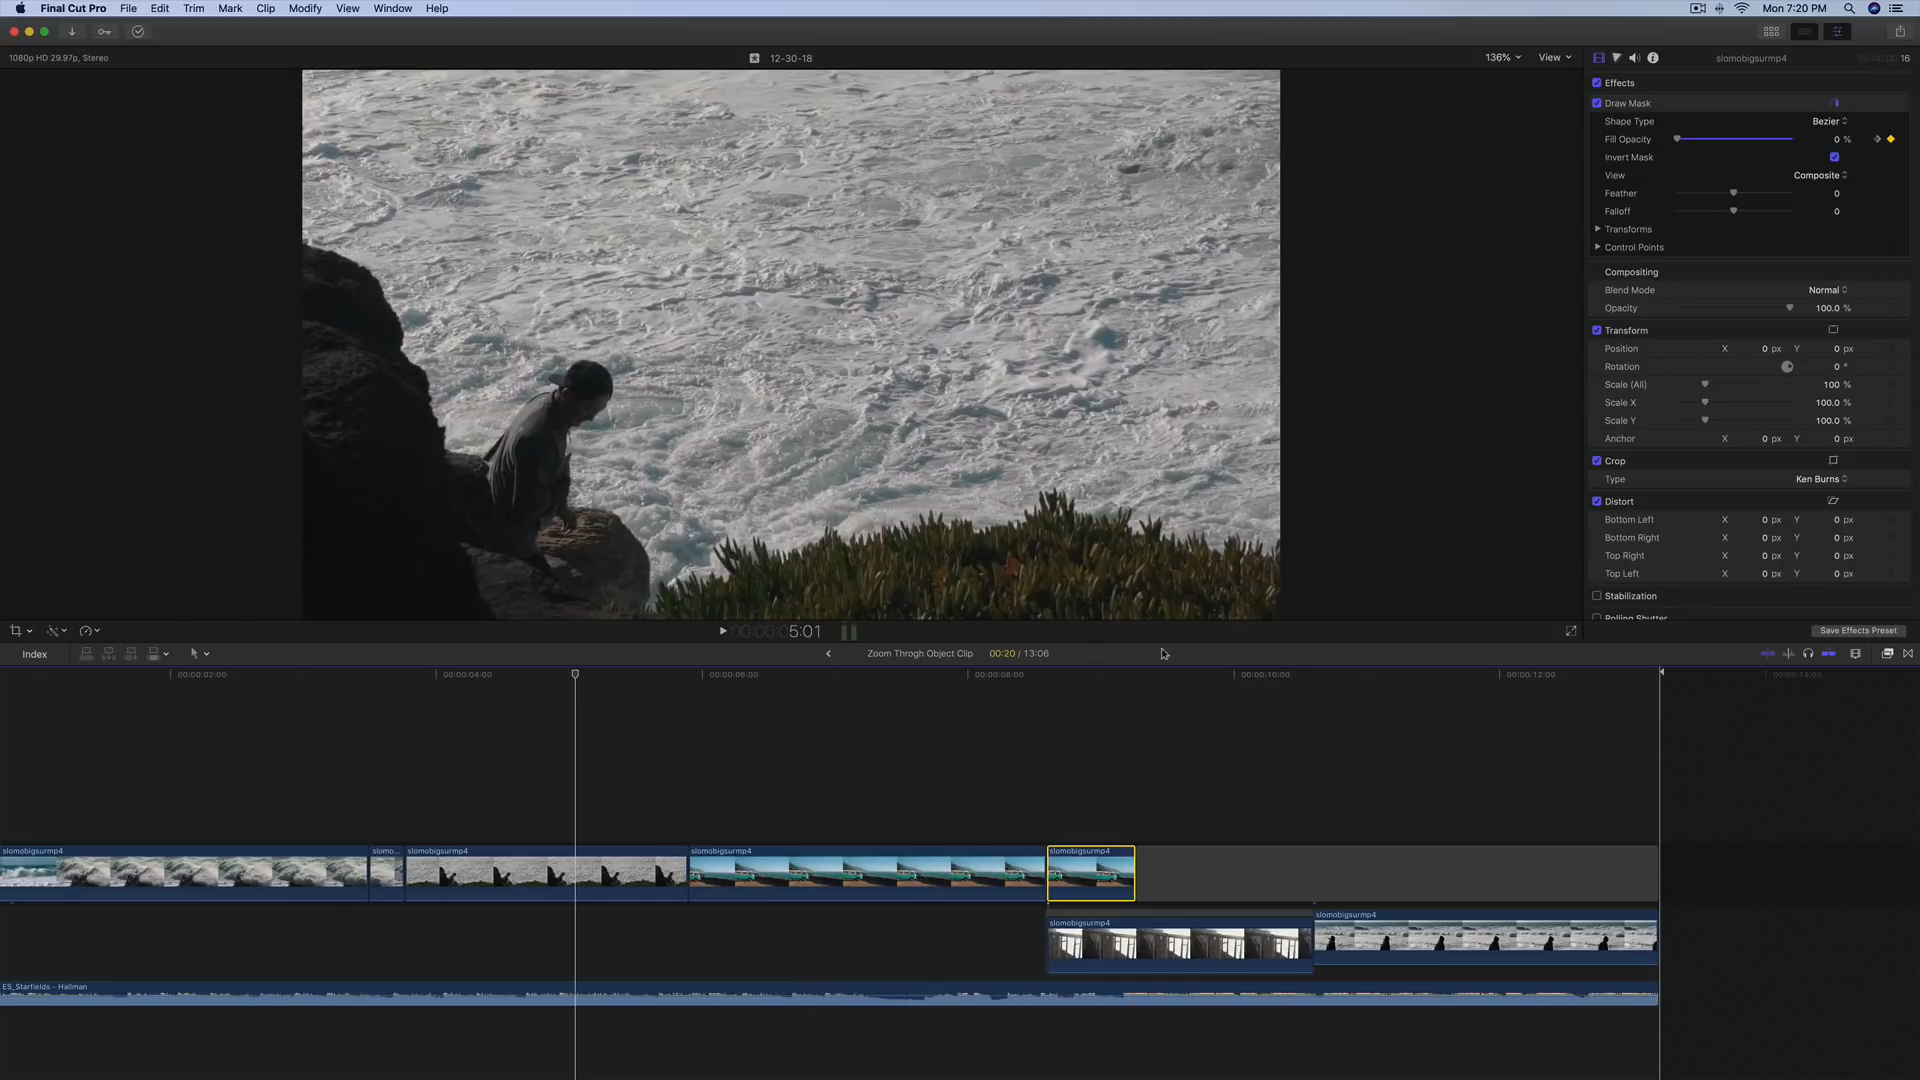 Final Cut Pro File Edit Trim Mark Clip Modify View Window Help Mon 7:20 PM
1080p HD 29.97p, Stereo 12-30-18 136% View slomobigsurmp4 16
Effects
Draw Mask
Shape Type Bezier
Fill Opacity 0 %
Invert Mask
View Composite
Feather 0
Falloff 0
Transforms
Control Points
Compositing
Blend Mode Normal
Opacity 100.0 %
Transform
Position X 0 px Y 0 px
Rotation 0 °
Scale (All) 100 %
Scale X 100.0 %
Scale Y 100.0 %
Anchor X 0 px Y 0 px
Crop
Type Ken Burns
Distort
Bottom Left X 0 px Y 0 px
Bottom Right X 0 px Y 0 px
Top Right X 0 px Y 0 px
Top Left X 0 px Y 0 px
Stabilization
Rolling Shutter
00:00:05:01 Save Effects Preset
Index Zoom Throgh Object Clip 00:20 / 13:06
00:00:02:00 00:00:04:00 00:00:06:00 00:00:08:00 00:00:10:00 00:00:12:00 00:00:14:00
slomobigsurmp4 slomo... slomobigsurmp4 slomobigsurmp4 slomobigsurmp4
slomobigsurmp4 slomobigsurmp4
ES_Starfields - Hallman